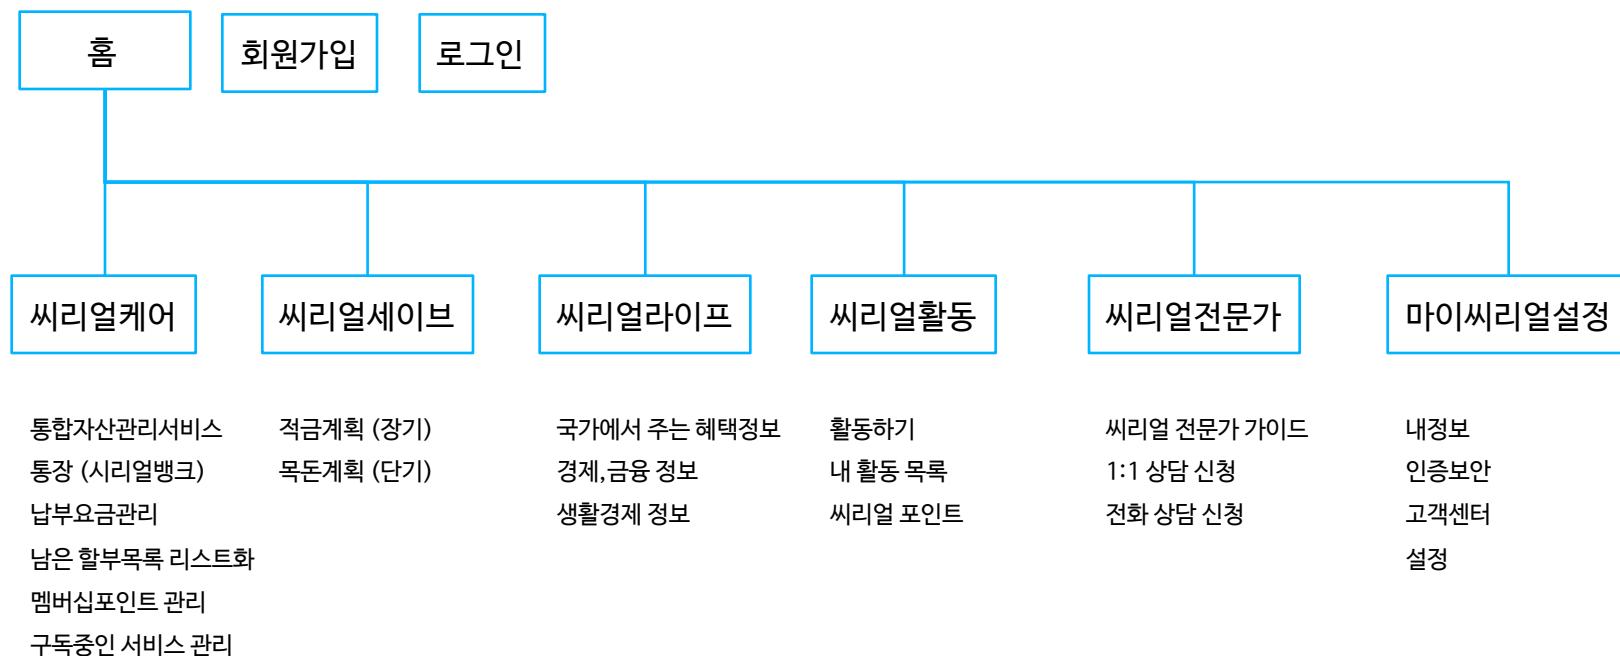 홈
회원가입
로그인
씨리얼케어
씨리얼세이브
씨리얼라이프
씨리얼활동
씨리얼전문가
마이씨리얼설정
통합자산관리서비스
통장 (시리얼뱅크)
납부요금관리
남은 할부목록 리스트화
멤버십포인트 관리
구독중인 서비스 관리
적금계획 (장기)
목돈계획 (단기)
국가에서 주는 혜택정보
경제,금융 정보
생활경제 정보
활동하기
내 활동 목록
씨리얼 포인트
씨리얼 전문가 가이드
1:1 상담 신청
전화 상담 신청
내정보
인증보안
고객센터
설정